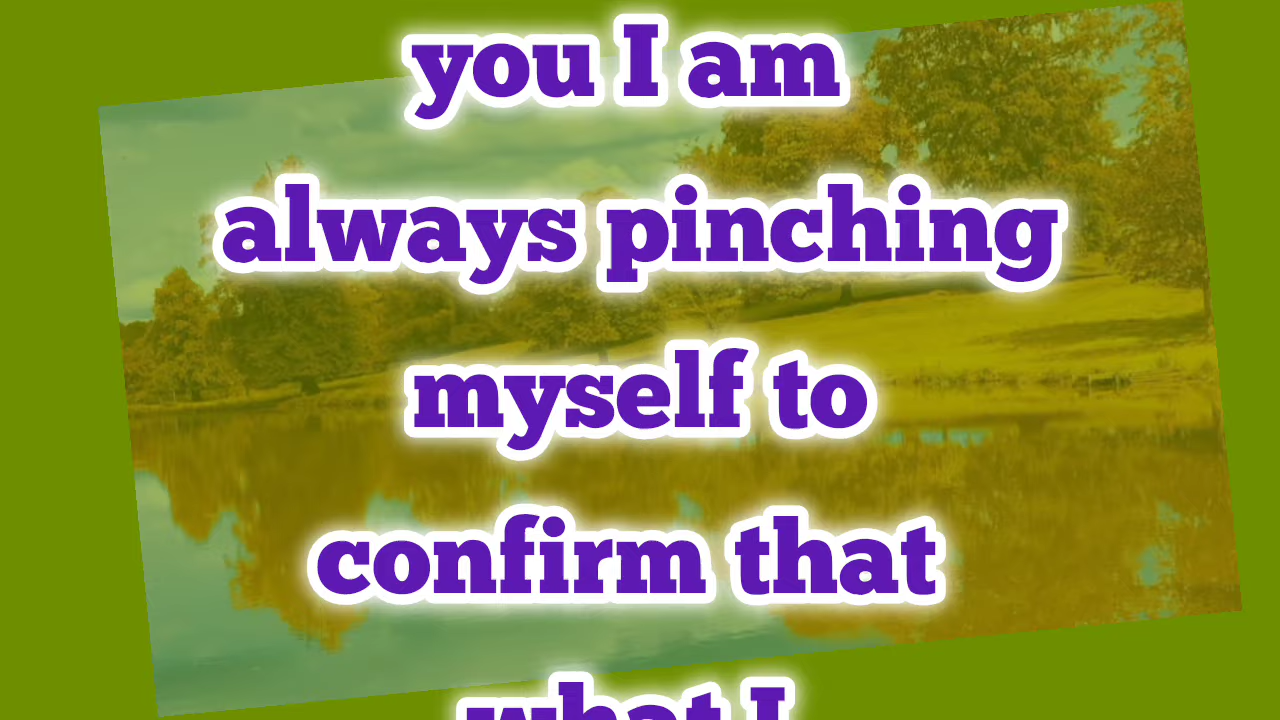 you I am
always pinching
myself to
confirm that
what I